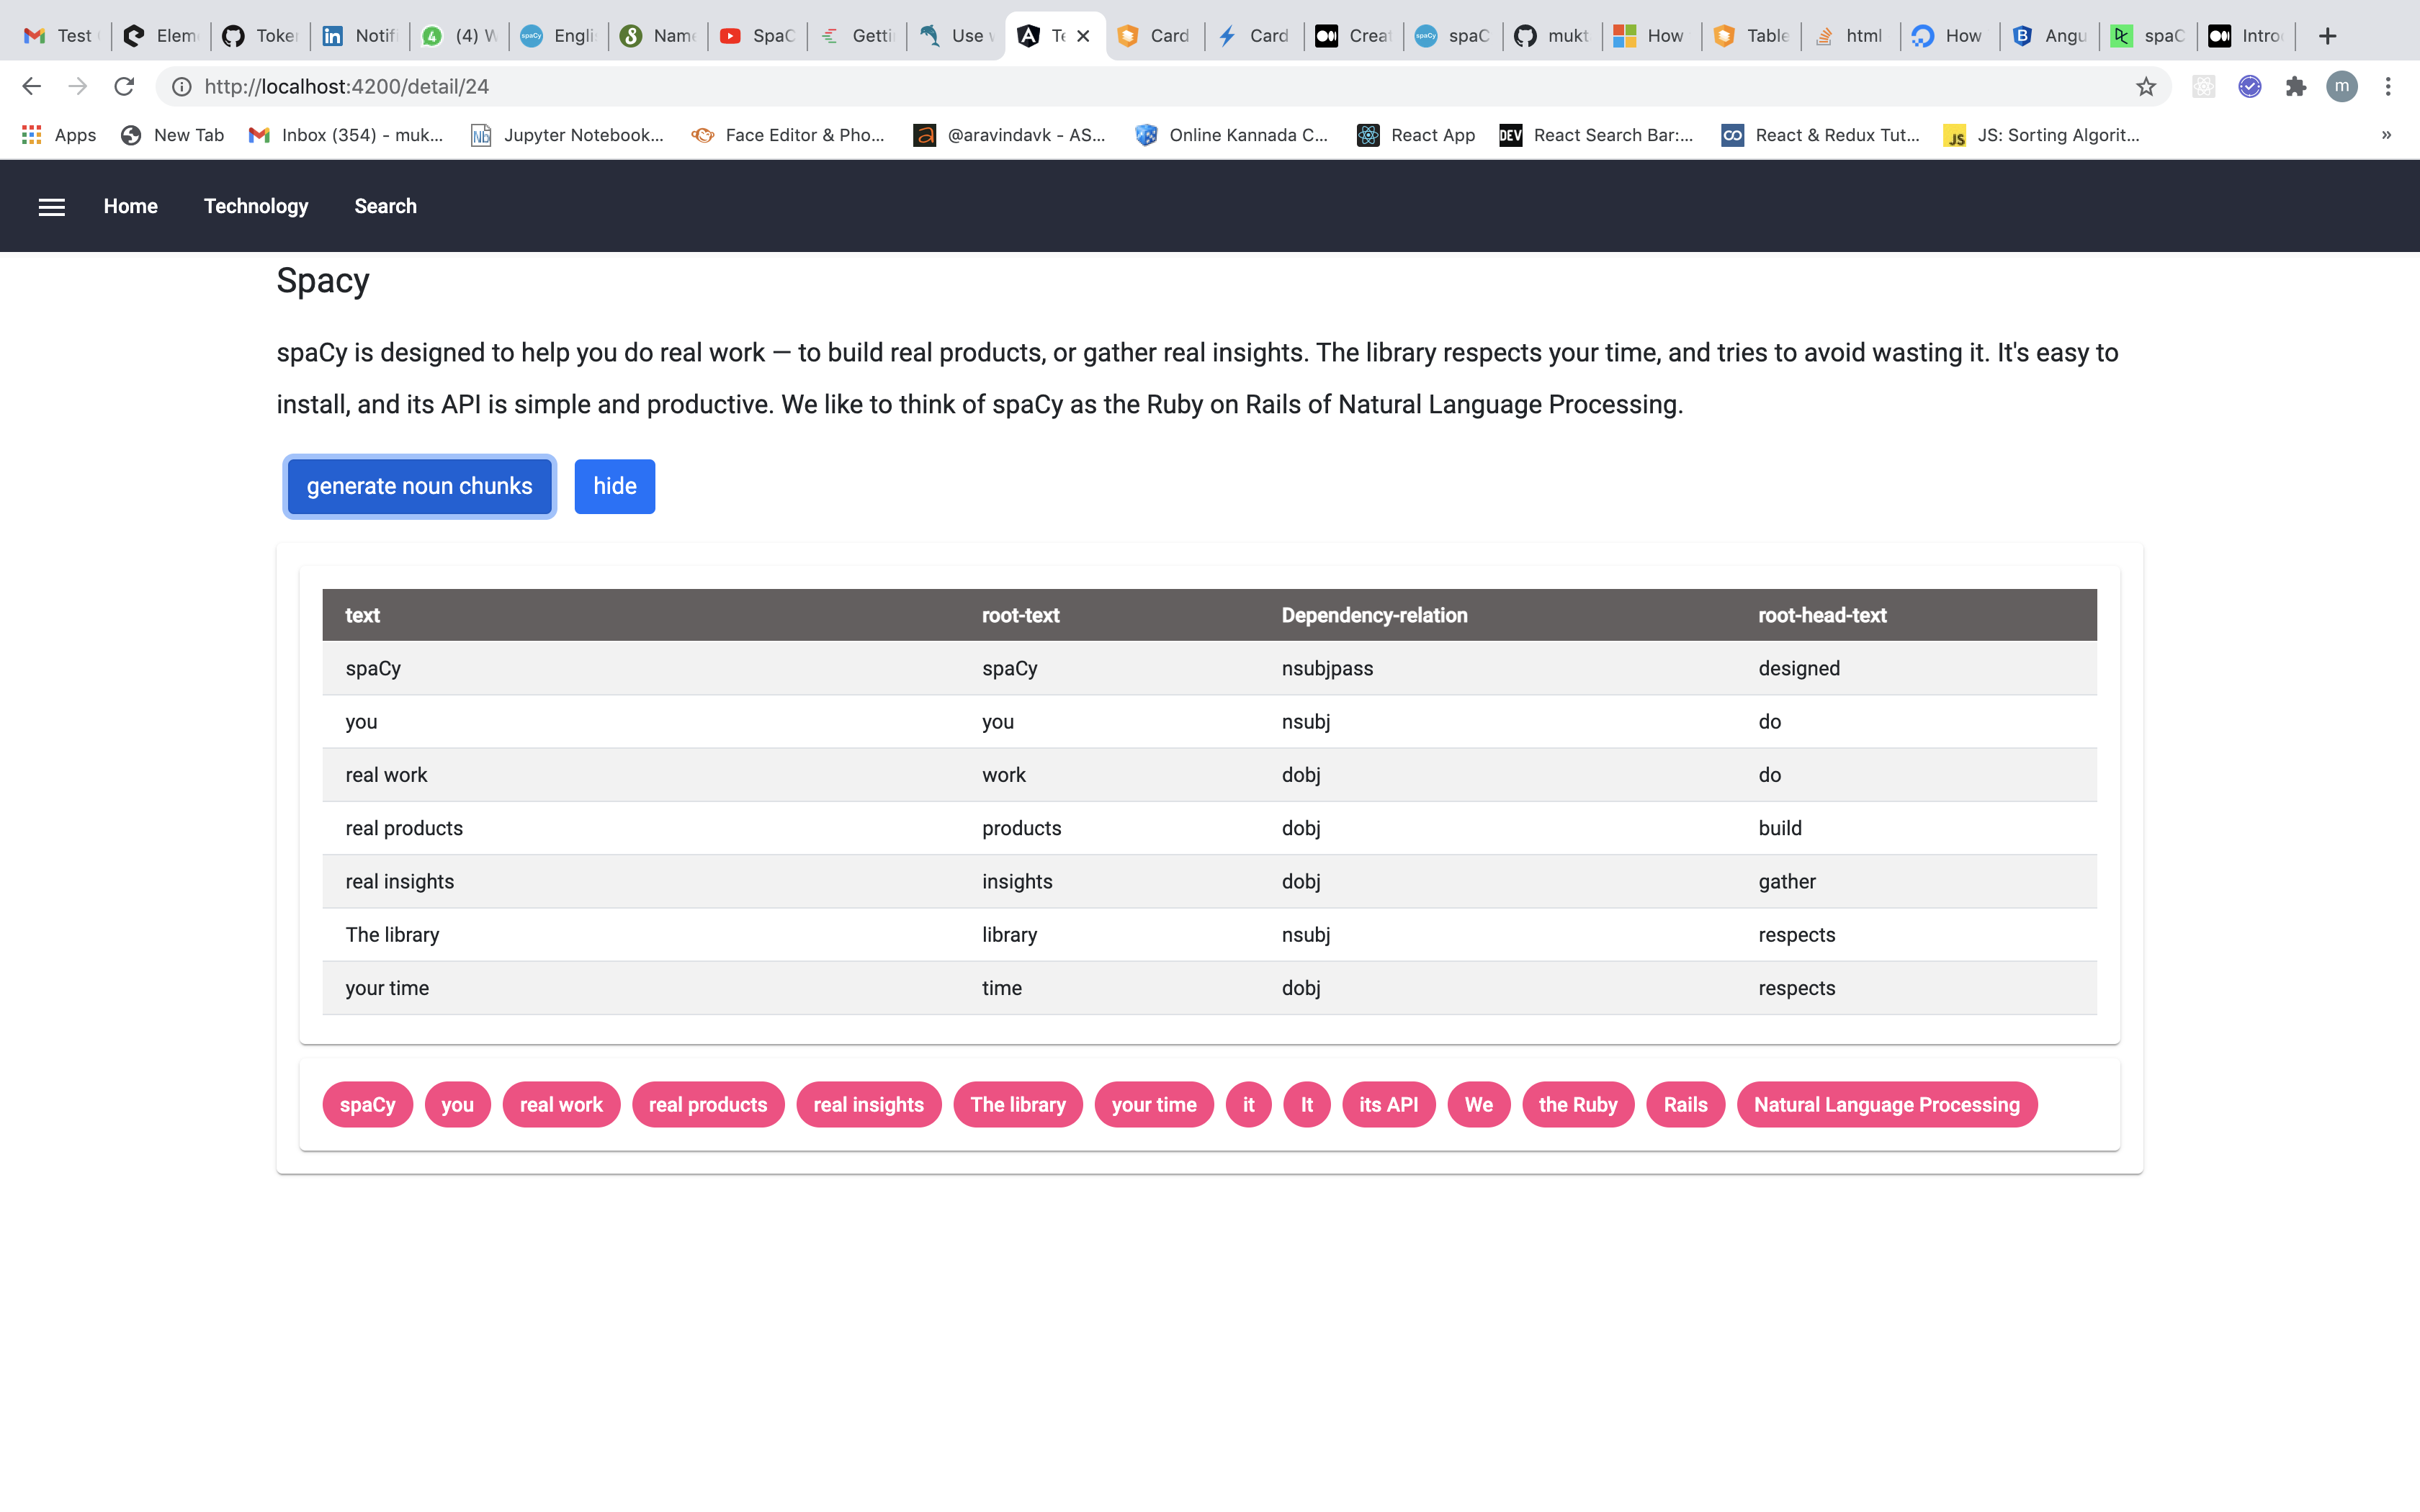 Test Elem Toke Notif (4) W Engli Name SpaC Getti Use w Te Card Card Creat spaC mukt How Table html How Angu spaC Intro
http://localhost:4200/detail/24
Apps New Tab Inbox (354) - muk... Jupyter Notebook... Face Editor & Pho... @aravindavk - AS... Online Kannada C... React App React Search Bar:... React & Redux Tut... JS: Sorting Algorit... »
Home Technology Search
Spacy
spaCy is designed to help you do real work — to build real products, or gather real insights. The library respects your time, and tries to avoid wasting it. It's easy to
install, and its API is simple and productive. We like to think of spaCy as the Ruby on Rails of Natural Language Processing.
generate noun chunks hide
text root-text Dependency-relation root-head-text
spaCy spaCy nsubjpass designed
you you nsubj do
real work work dobj do
real products products dobj build
real insights insights dobj gather
The library library nsubj respects
your time time dobj respects
spaCy you real work real products real insights The library your time it It its API We the Ruby Rails Natural Language Processing